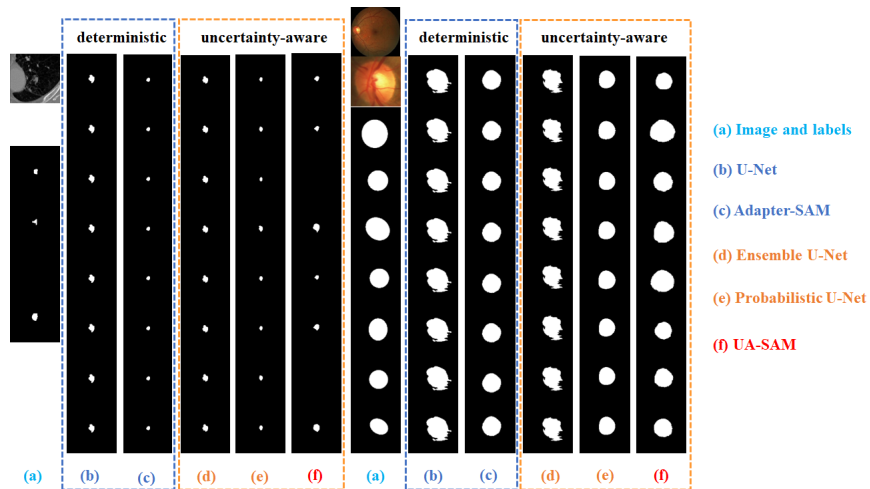 deterministic uncertainty-aware deterministic uncertainty-aware
(a) Image and labels
(b) U-Net
(c) Adapter-SAM
(d) Ensemble U-Net
(e) Probabilistic U-Net
(f) UA-SAM
(a) (b) (c) (d) (e) (f) (a) (b) (c) (d) (e) (f)